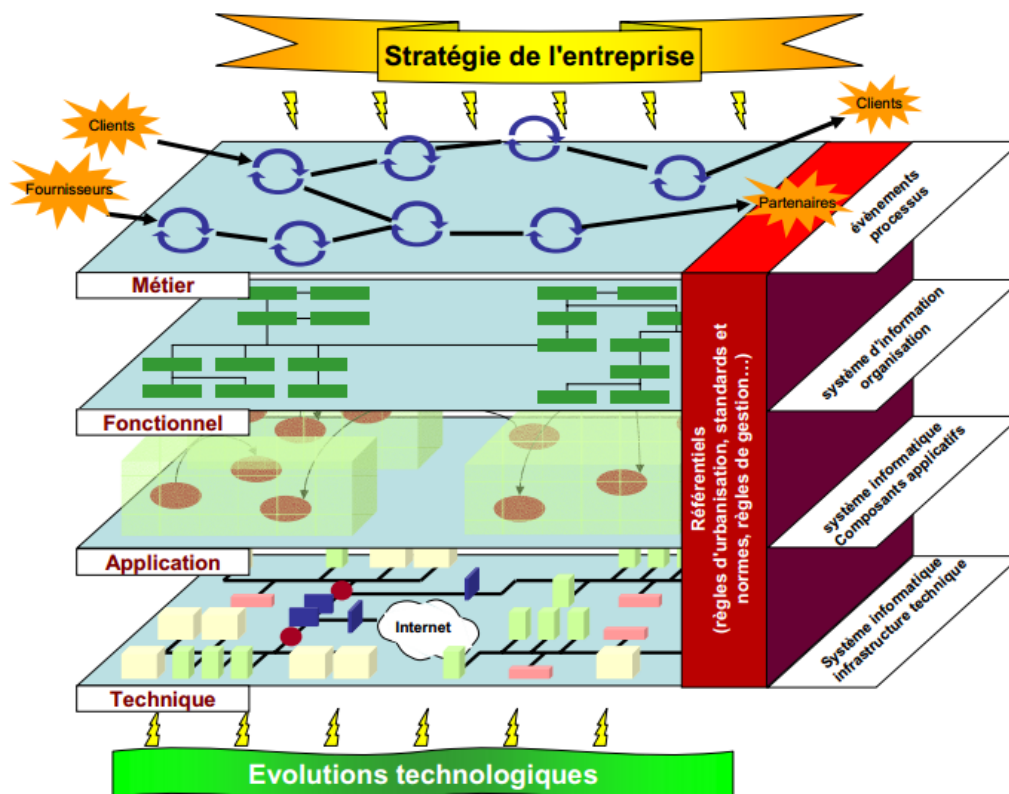 Stratégie de l'entreprise
Clients
Clients
Fournisseurs
Partenaires
évènements
processus
Métier
système d'information
organisation
Fonctionnel
Référentiels
(règles d'urbanisation, standards et
normes, règles de gestion...)
système informatique
Composants applicatifs
Application
Internet
Système informatique
infrastructure technique
Technique
Evolutions technologiques